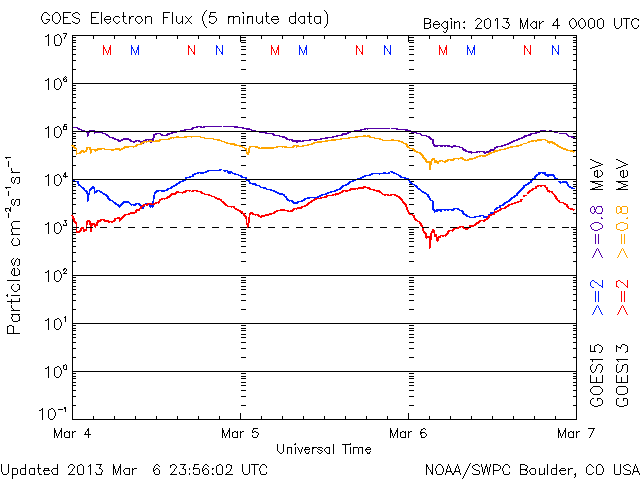 GOES Electron Flux (5 minute data)
Begin: 2013 Mar 4 0000 UTC
10⁷
10⁶
10⁵
10⁴
10³
10²
10¹
10⁰
10⁻¹
M M N N M M N N M M N N
Particles cm⁻²s⁻¹sr⁻¹
Mar 4 Mar 5 Mar 6 Mar 7
Universal Time
GOES15 >=2 >=0.8 MeV
GOES13 >=2 >=0.8 MeV
Updated 2013 Mar 6 23:56:02 UTC
NOAA/SWPC Boulder, CO USA